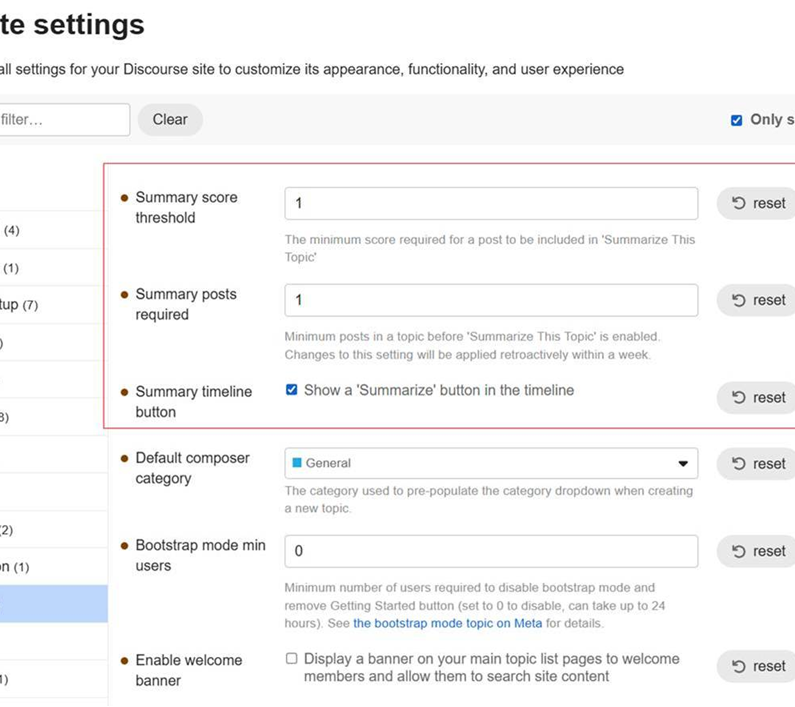 te settings
all settings for your Discourse site to customize its appearance, functionality, and user experience
filter…
Clear
Only s
(4)
(1)
tup (7)
)
3)
(2)
on (1)
1)
Summary score
threshold
1
reset
The minimum score required for a post to be included in 'Summarize This
Topic'
Summary posts
required
1
reset
Minimum posts in a topic before 'Summarize This Topic' is enabled.
Changes to this setting will be applied retroactively within a week.
Summary timeline
button
Show a 'Summarize' button in the timeline
reset
Default composer
category
General
reset
The category used to pre-populate the category dropdown when creating
a new topic.
Bootstrap mode min
users
0
reset
Minimum number of users required to disable bootstrap mode and
remove Getting Started button (set to 0 to disable, can take up to 24
hours). See the bootstrap mode topic on Meta for details.
Enable welcome
banner
Display a banner on your main topic list pages to welcome
members and allow them to search site content
reset